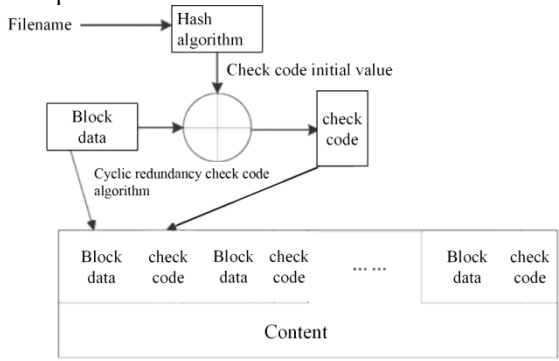 Filename
Hash
algorithm
Check code initial value
Block
data
check
code
Cyclic redundancy check code
algorithm
Block check Block check ... ... Block check
data code data code data code
Content